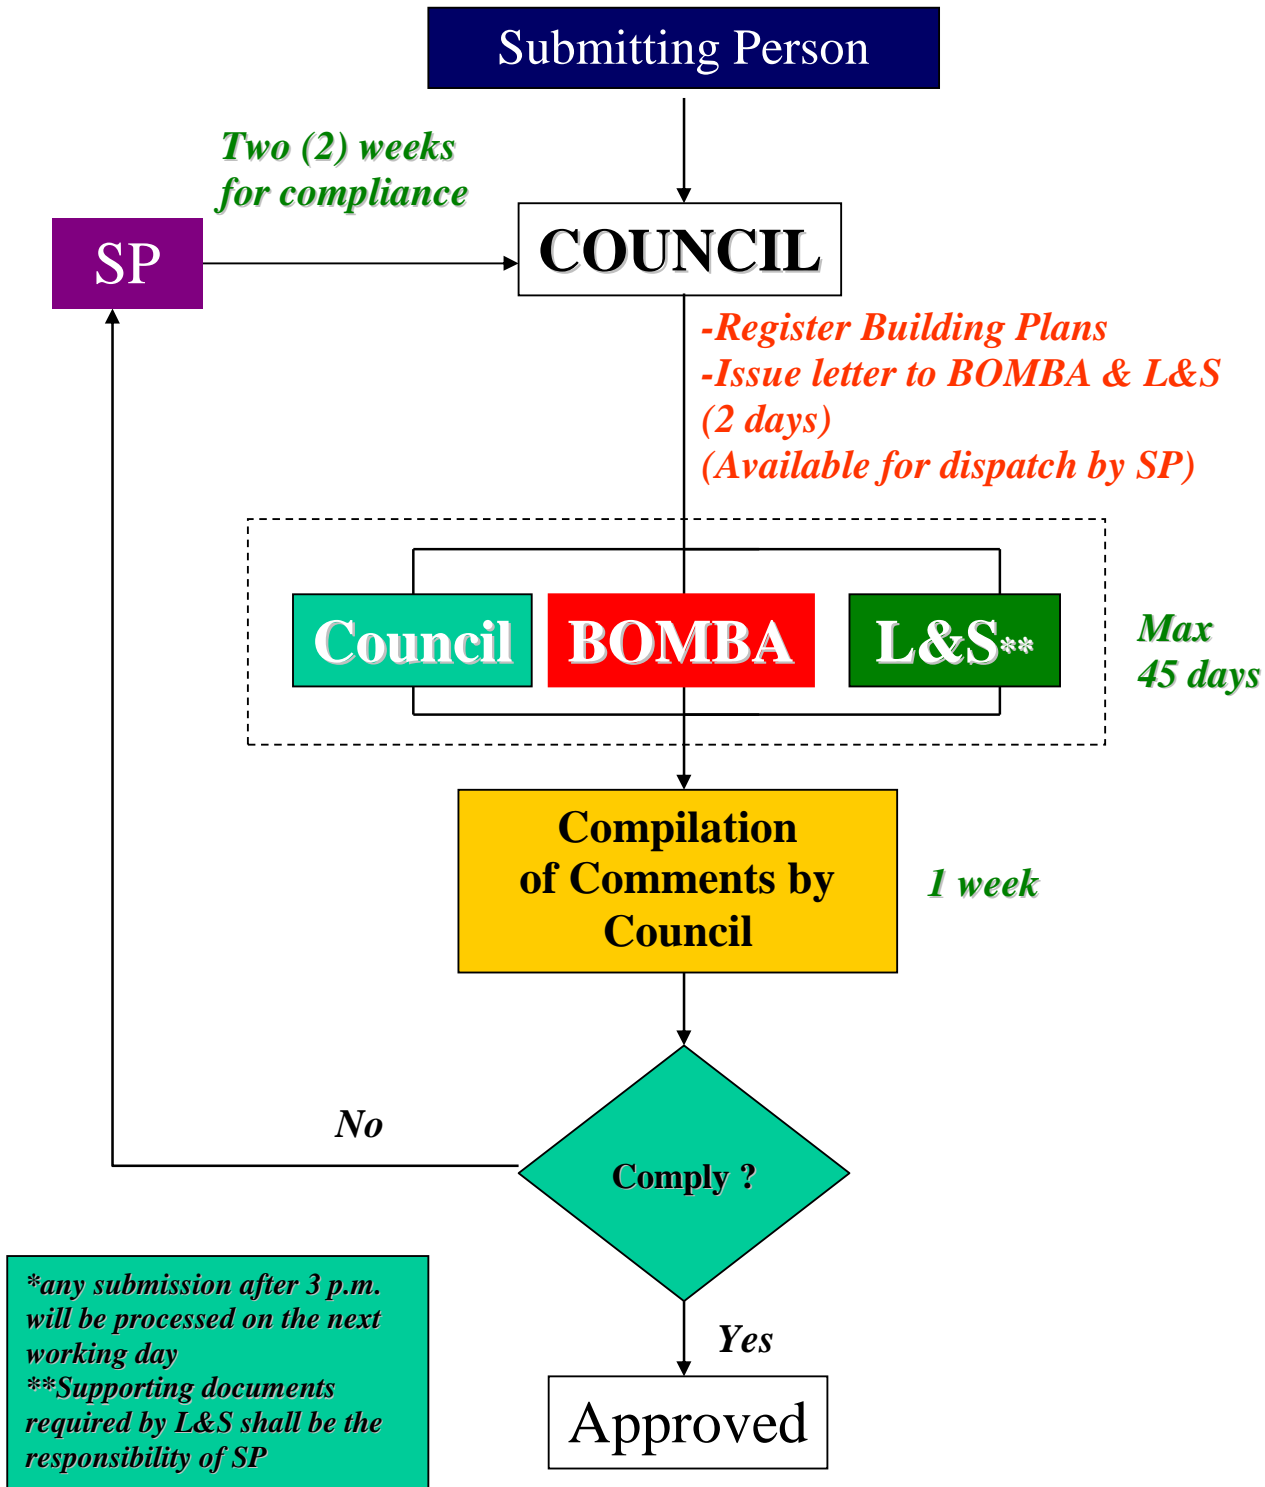 Submitting Person
Two (2) weeks
for compliance
SP
COUNCIL
-Register Building Plans
-Issue letter to BOMBA & L&S
(2 days)
(Available for dispatch by SP)
Council
BOMBA
L&S**
Max
45 days
Compilation
of Comments by
Council
1 week
No
Comply ?
Yes
Approved
*any submission after 3 p.m.
will be processed on the next
working day
**Supporting documents
required by L&S shall be the
responsibility of SP